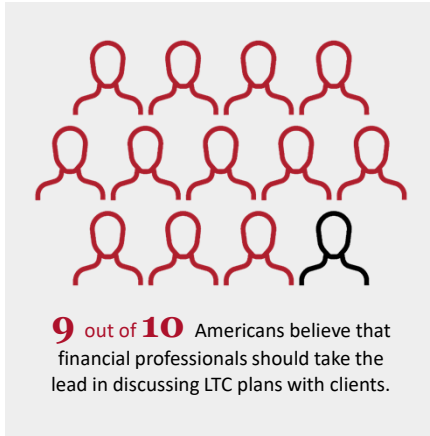 9 out of 10 Americans believe that
financial professionals should take the
lead in discussing LTC plans with clients.